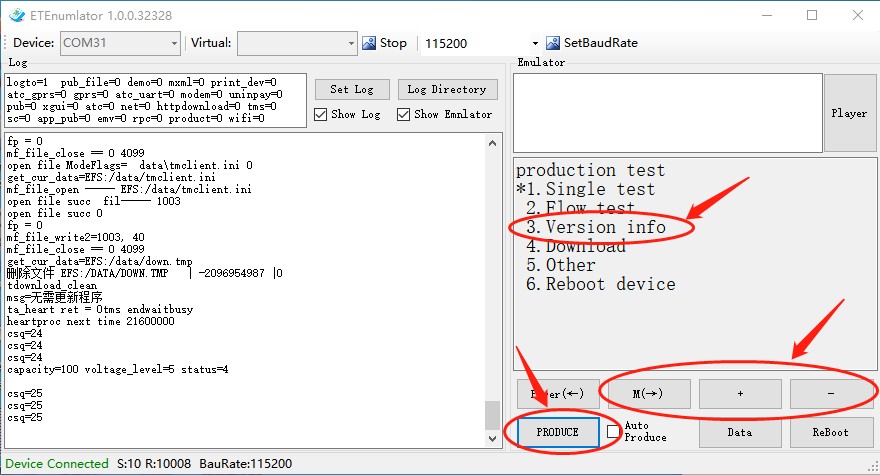 ETEnumlator 1.0.0.32328
Device: COM31 Virtual: Stop 115200 SetBaudRate
Log
logto=1 pub_file=0 demo=0 mxml=0 print_dev=0
atc_gprs=0 gprs=0 atc_uart=0 modem=0 uninpay=0
pub=0 xgui=0 atc=0 net=0 httpdownload=0 tms=0
sc=0 app_pub=0 emv=0 rpc=0 product=0 wifi=0
Set Log Log Directory
Show Log Show Emnlator
fp = 0
mf_file_close == 0 4099
open file ModeFlags= data\tmclient.ini 0
get_cur_data=EFS:/data/tmclient.ini
mf_file_open ----- EFS:/data/tmclient.ini
open file succ fil----- 1003
open file succ 0
fp = 0
mf_file_write2=1003, 40
mf_file_close == 0 4099
get_cur_data=EFS:/data/down.tmp
删除文件 EFS:/DATA/DOWN.TMP | -2096954987 |0
tdownload_clean
msg=无需更新程序
ta_heart ret = 0tms endwaitbusy
heartproc next time 21600000
csq=24
csq=24
csq=24
capacity=100 voltage_level=5 status=4
csq=25
csq=25
csq=25
Emulator
Player
production test
*1.Single test
2.Flow test
3.Version info
4.Download
5.Other
6.Reboot device
Enter(←) M(→) + -
PRODUCE Auto Produce Data ReBoot
Device Connected S:10 R:10008 BauRate:115200